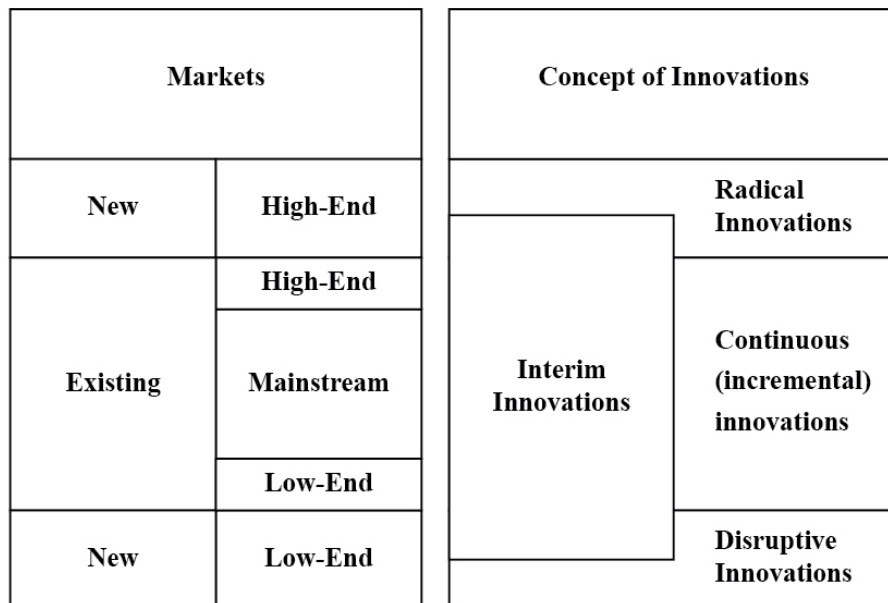 Markets
Concept of Innovations
New
High-End
Radical
Innovations
High-End
Existing
Mainstream
Interim
Innovations
Continuous
(incremental)
innovations
Low-End
New
Low-End
Disruptive
Innovations